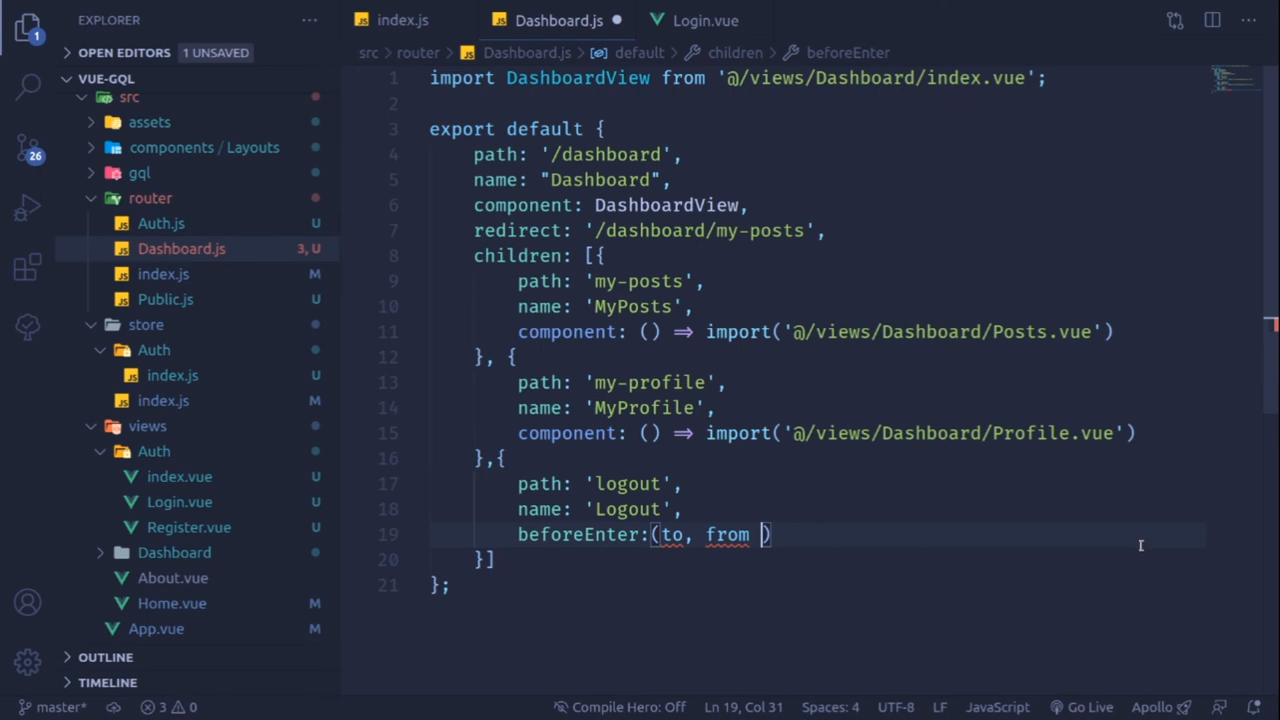 EXPLORER
index.js
Dashboard.js
Login.vue
OPEN EDITORS 1 UNSAVED
src > router > Dashboard.js > default > children > beforeEnter
VUE-GQL
src
assets
components / Layouts
gql
router
Auth.js U
Dashboard.js 3, U
index.js M
Public.js U
store
Auth
index.js U
index.js M
views
Auth
index.vue U
Login.vue U
Register.vue U
Dashboard
About.vue
Home.vue M
App.vue M
OUTLINE
TIMELINE
1
26
1 import DashboardView from '@/views/Dashboard/index.vue';
2
3 export default {
4 path: '/dashboard',
5 name: "Dashboard",
6 component: DashboardView,
7 redirect: '/dashboard/my-posts',
8 children: [{
9 path: 'my-posts',
10 name: 'MyPosts',
11 component: () => import('@/views/Dashboard/Posts.vue')
12 }, {
13 path: 'my-profile',
14 name: 'MyProfile',
15 component: () => import('@/views/Dashboard/Profile.vue')
16 },{
17 path: 'logout',
18 name: 'Logout',
19 beforeEnter:(to, from )
20 }]
21 };
master* 3 0 Compile Hero: Off Ln 19, Col 31 Spaces: 4 UTF-8 LF JavaScript Go Live Apollo